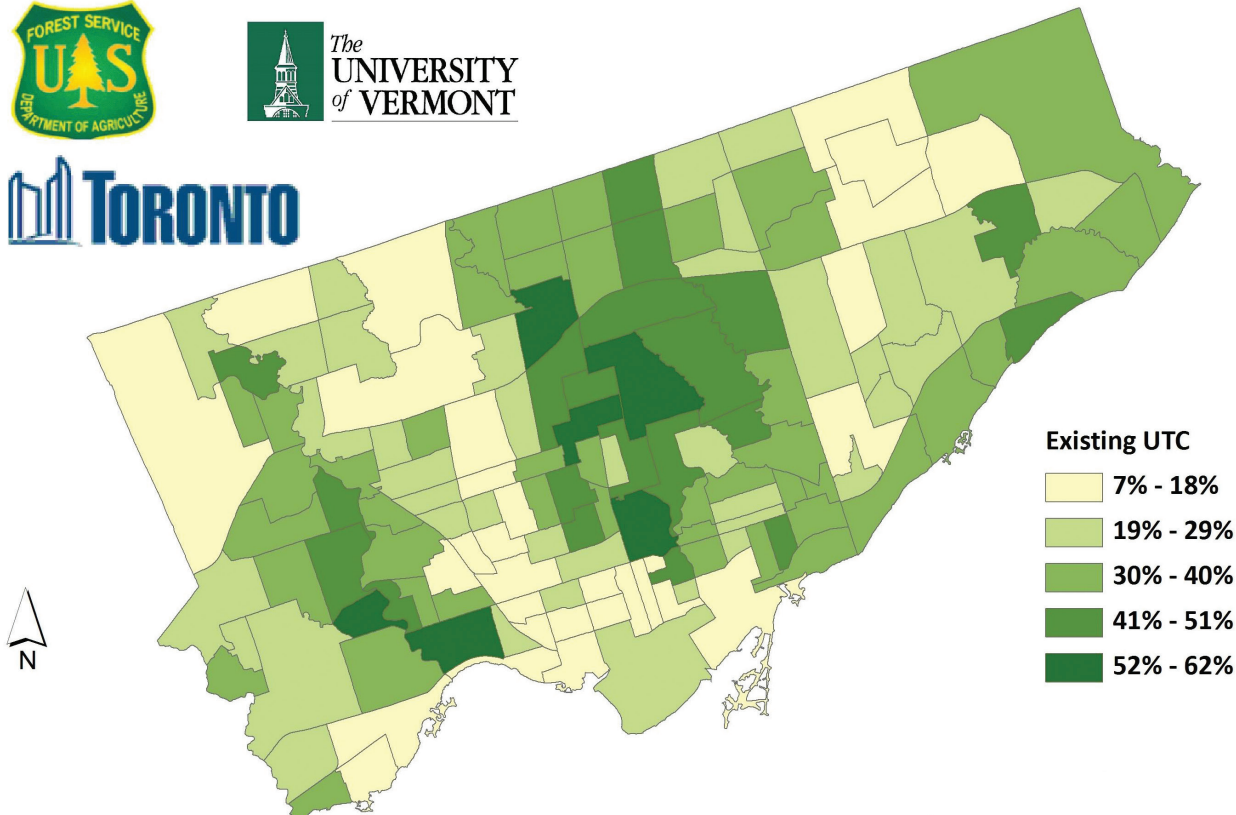 FOREST SERVICE
U S
DEPARTMENT OF AGRICULTURE
The
UNIVERSITY
of VERMONT
TORONTO
Existing UTC
7% - 18%
19% - 29%
30% - 40%
41% - 51%
52% - 62%
N